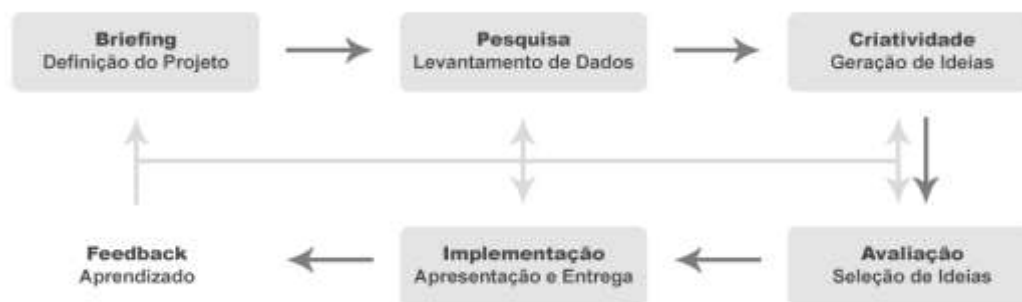 Briefing
Definição do Projeto
Pesquisa
Levantamento de Dados
Criatividade
Geração de Ideias
Feedback
Aprendizado
Implementação
Apresentação e Entrega
Avaliação
Seleção de Ideias